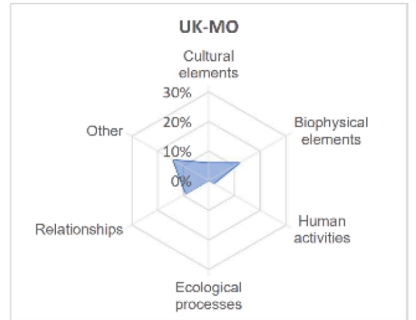 UK-MO
Cultural
elements
30%
20%
10%
0%
Biophysical
elements
Other
Human
activities
Relationships
Ecological
processes